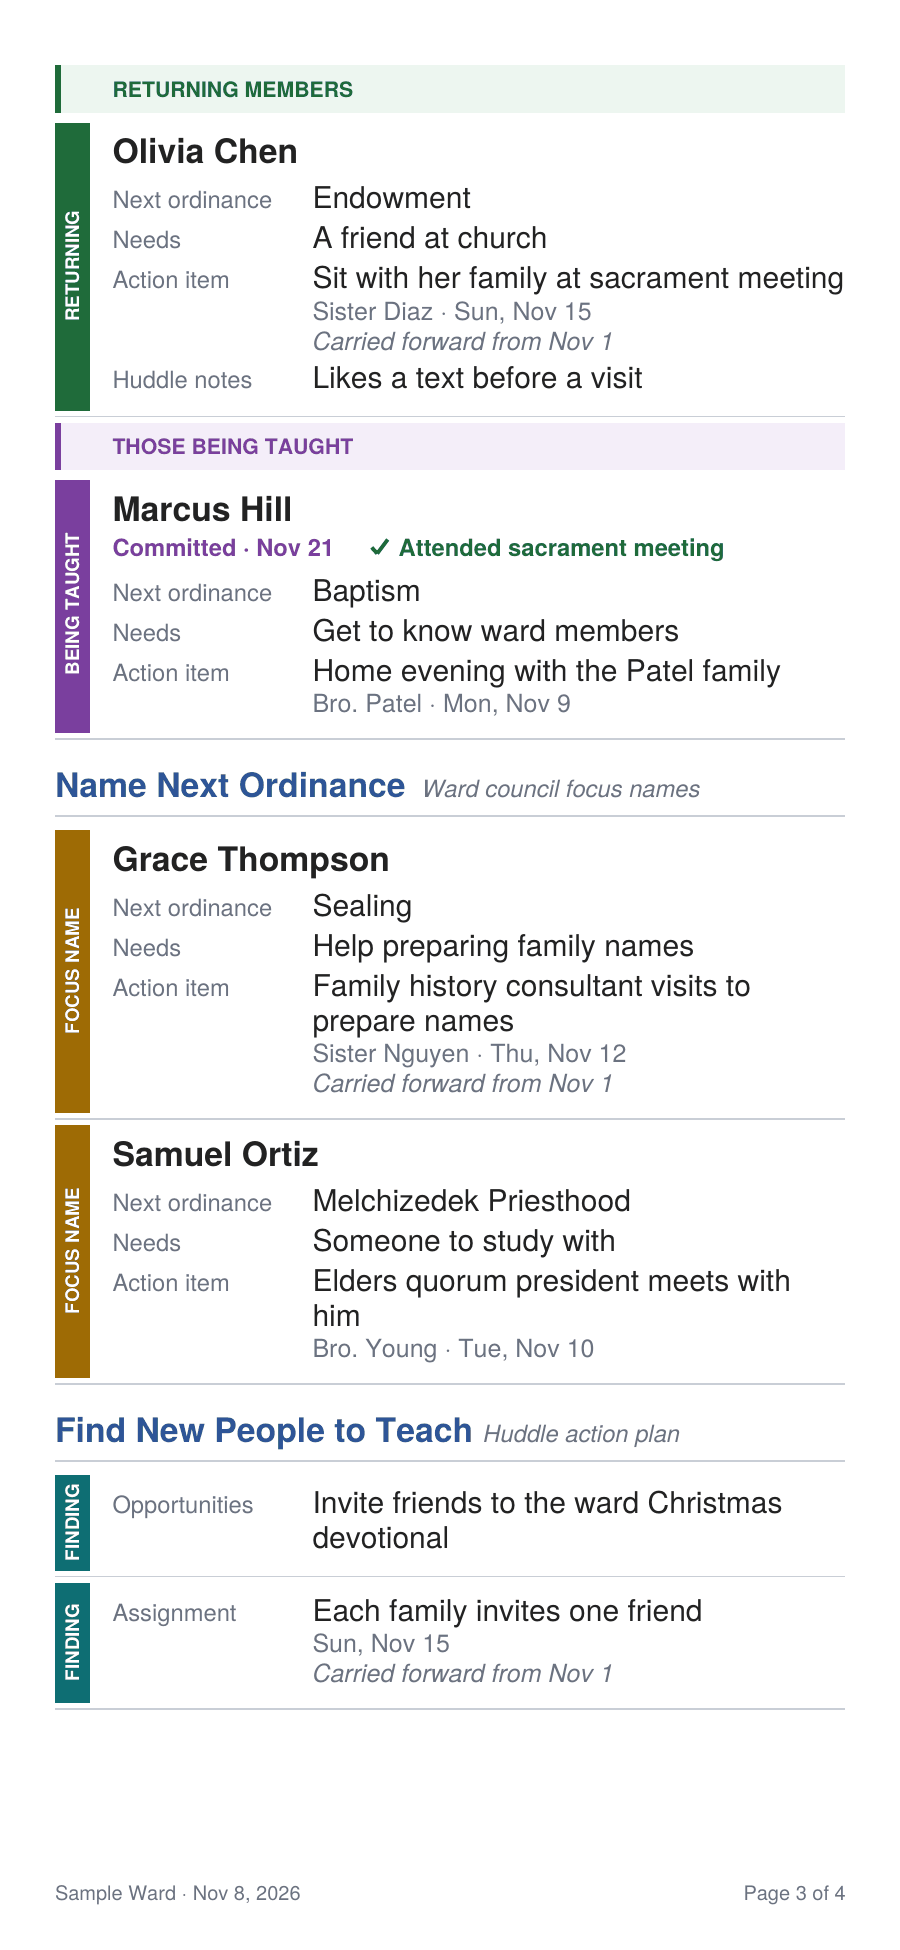 RETURNING MEMBERS
RETURNING
Olivia Chen
Next ordinance Endowment
Needs A friend at church
Action item Sit with her family at sacrament meeting
Sister Diaz · Sun, Nov 15
Carried forward from Nov 1
Huddle notes Likes a text before a visit
THOSE BEING TAUGHT
BEING TAUGHT
Marcus Hill
Committed · Nov 21 ✓ Attended sacrament meeting
Next ordinance Baptism
Needs Get to know ward members
Action item Home evening with the Patel family
Bro. Patel · Mon, Nov 9
Name Next Ordinance Ward council focus names
FOCUS NAME
Grace Thompson
Next ordinance Sealing
Needs Help preparing family names
Action item Family history consultant visits to
prepare names
Sister Nguyen · Thu, Nov 12
Carried forward from Nov 1
FOCUS NAME
Samuel Ortiz
Next ordinance Melchizedek Priesthood
Needs Someone to study with
Action item Elders quorum president meets with
him
Bro. Young · Tue, Nov 10
Find New People to Teach Huddle action plan
FINDING
Opportunities Invite friends to the ward Christmas
devotional
FINDING
Assignment Each family invites one friend
Sun, Nov 15
Carried forward from Nov 1
Sample Ward · Nov 8, 2026 Page 3 of 4